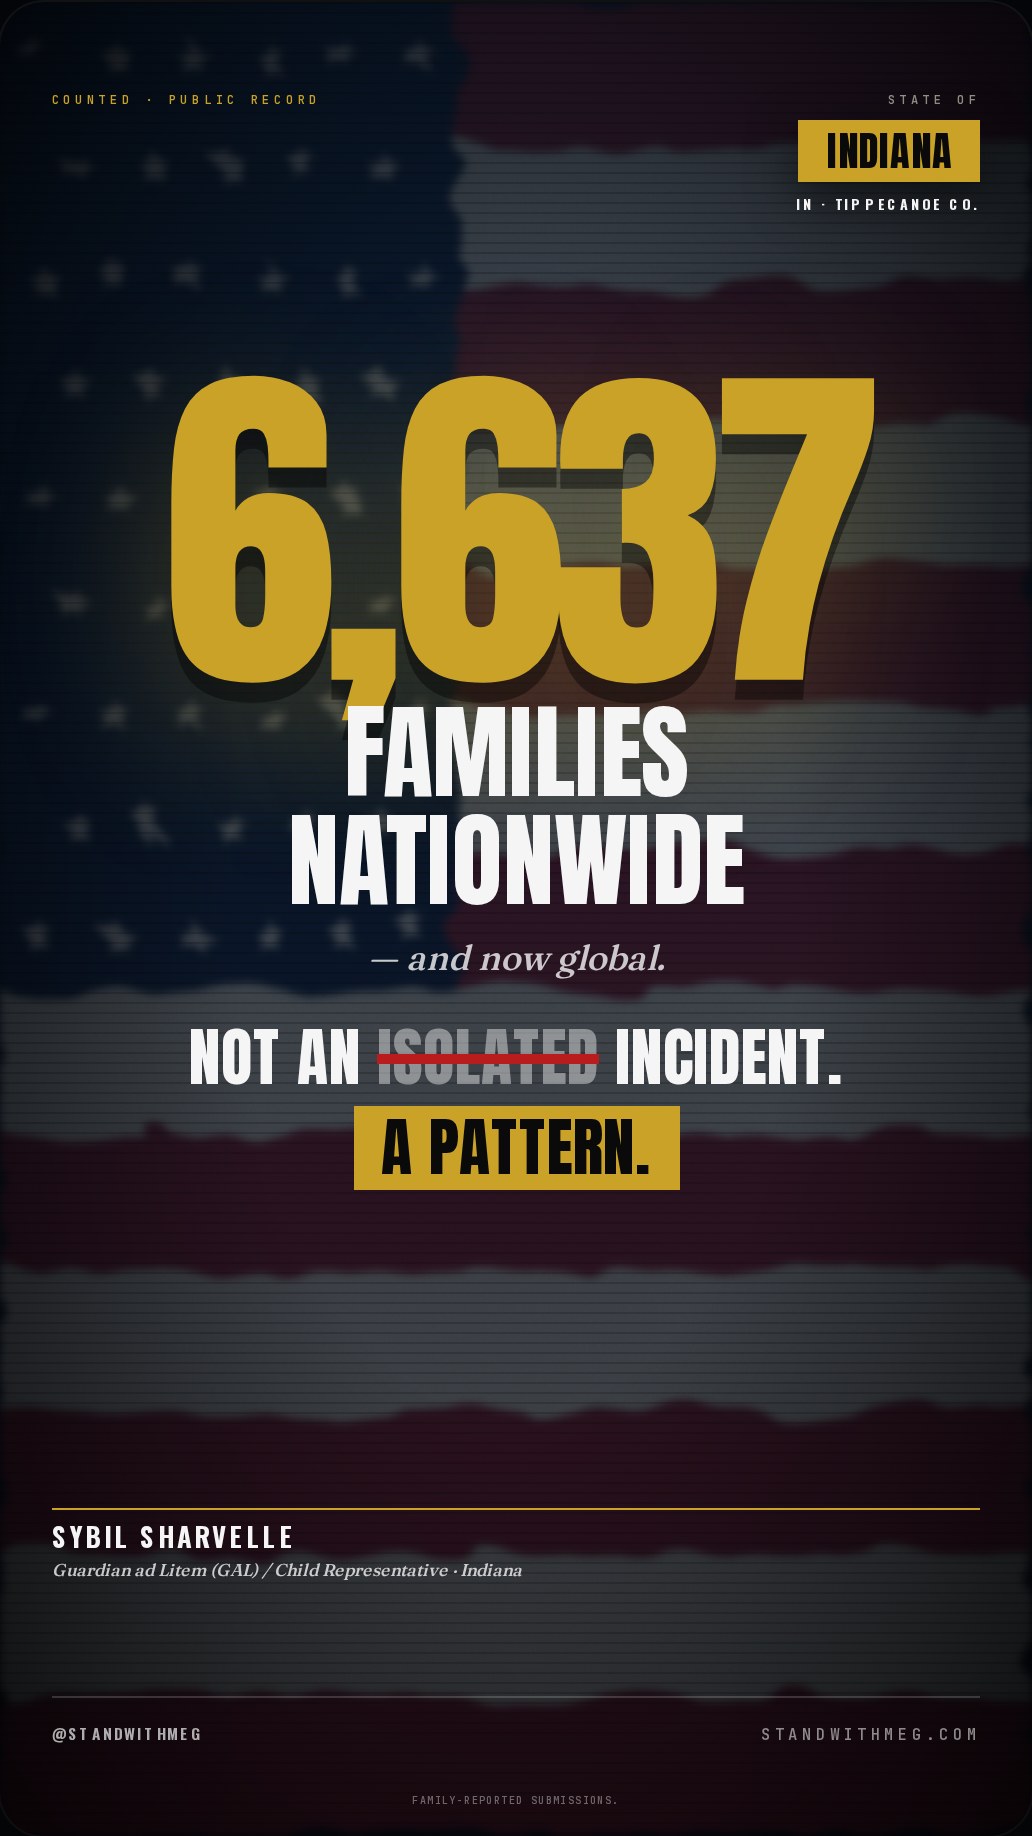 COUNTED · PUBLIC RECORD
STATE OF
INDIANA
IN · TIPPECANOE CO.
6,637
FAMILIES
NATIONWIDE
— and now global.
NOT AN ISOLATED INCIDENT.
A PATTERN.
SYBIL SHARVELLE
Guardian ad Litem (GAL) / Child Representative · Indiana
@STANDWITHMEG
STANDWITHMEG.COM
FAMILY-REPORTED SUBMISSIONS.